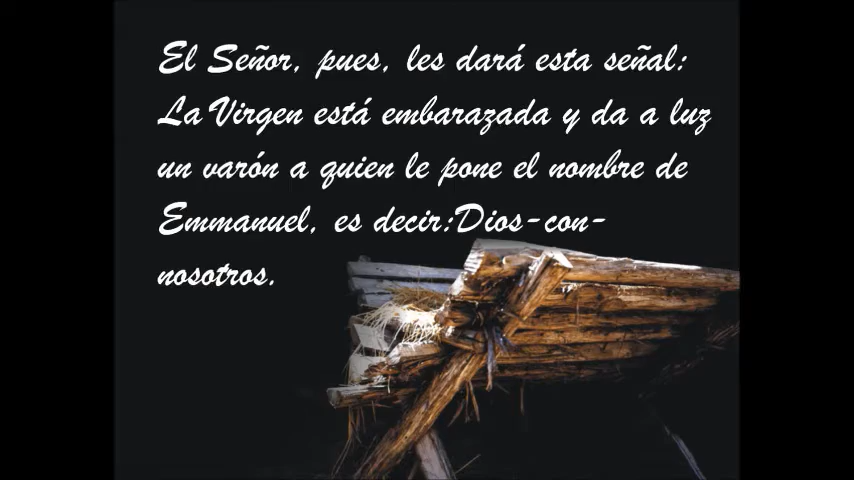 El Señor, pues, les dará esta señal:
La Virgen está embarazada y da a luz
un varón a quien le pone el nombre de
Emmanuel, es decir:Dios-con-
nosotros.